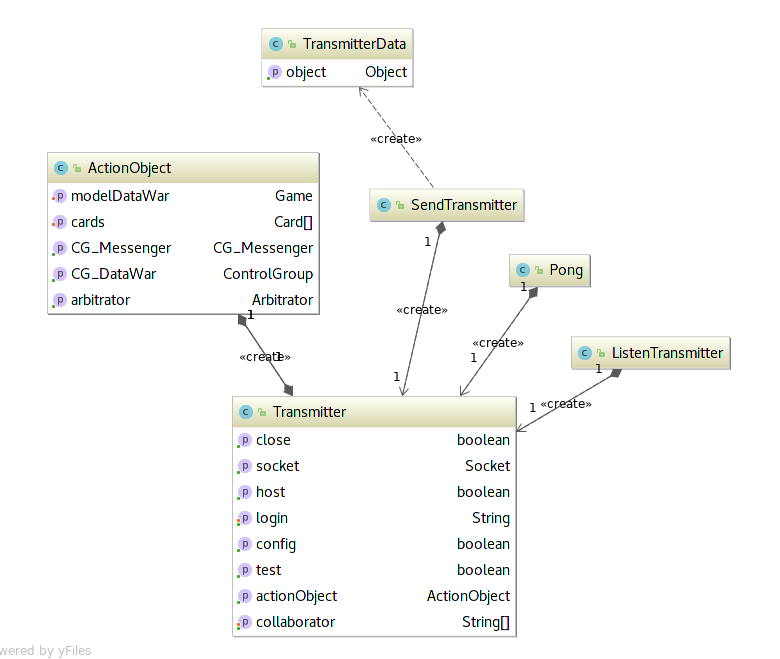 C TransmitterData
p object Object
«create»
C ActionObject
p modelDataWar Game
p cards Card[]
p CG_Messenger CG_Messenger
p CG_DataWar ControlGroup
p arbitrator Arbitrator
C SendTransmitter
1
C Pong
1
«create»
1
C ListenTransmitter
1
«create»
1
«create»
1
1
«create»
1
1
C Transmitter
p close boolean
p socket Socket
p host boolean
p login String
p config boolean
p test boolean
p actionObject ActionObject
p collaborator String[]
wered by yFiles